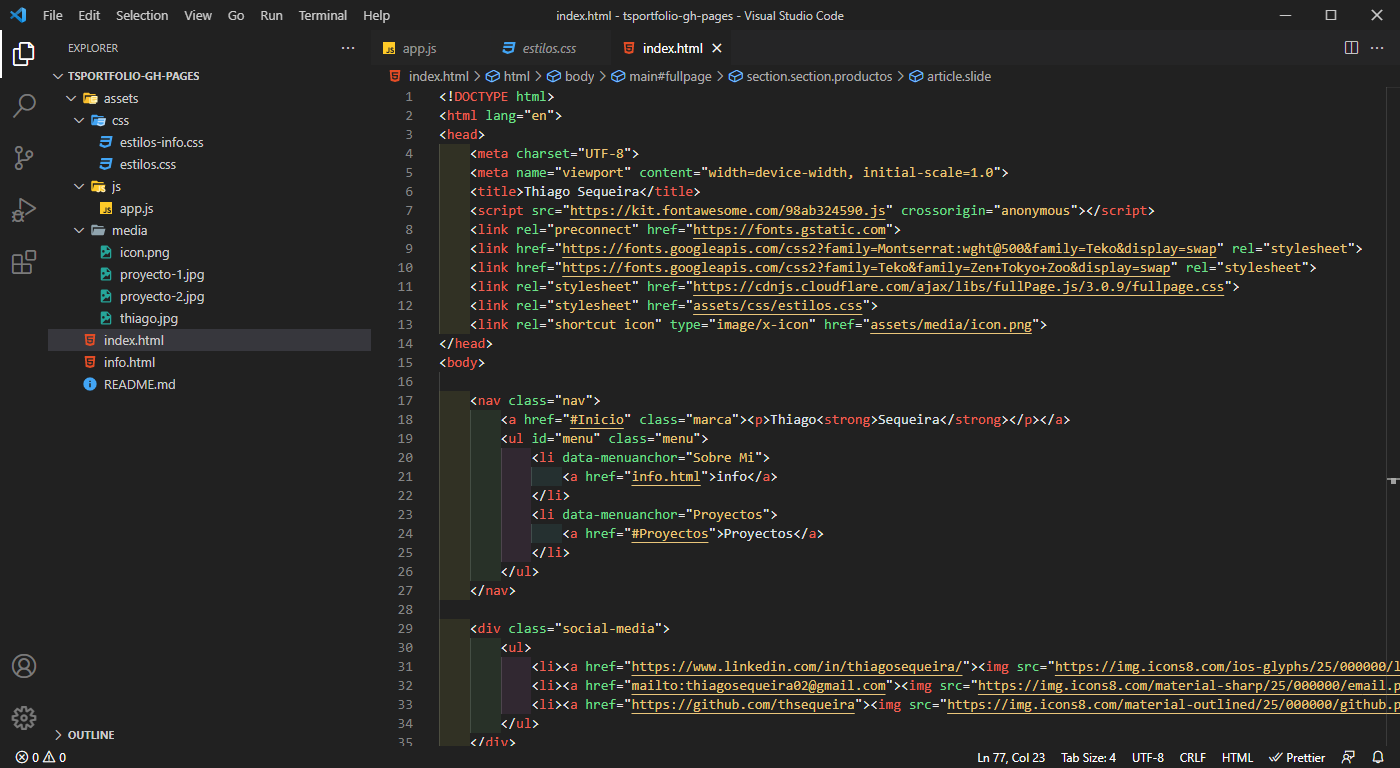 File Edit Selection View Go Run Terminal Help index.html - tsportfolio-gh-pages - Visual Studio Code
EXPLORER
TSPORTFOLIO-GH-PAGES
assets
css
estilos-info.css
estilos.css
js
app.js
media
icon.png
proyecto-1.jpg
proyecto-2.jpg
thiago.jpg
index.html
info.html
README.md
OUTLINE
app.js estilos.css index.html
index.html > html > body > main#fullpage > section.section.productos > article.slide
1 <!DOCTYPE html>
2 <html lang="en">
3 <head>
4 <meta charset="UTF-8">
5 <meta name="viewport" content="width=device-width, initial-scale=1.0">
6 <title>Thiago Sequeira</title>
7 <script src="https://kit.fontawesome.com/98ab324590.js" crossorigin="anonymous"></script>
8 <link rel="preconnect" href="https://fonts.gstatic.com">
9 <link href="https://fonts.googleapis.com/css2?family=Montserrat:wght@500&family=Teko&display=swap" rel="stylesheet">
10 <link href="https://fonts.googleapis.com/css2?family=Teko&family=Zen+Tokyo+Zoo&display=swap" rel="stylesheet">
11 <link rel="stylesheet" href="https://cdnjs.cloudflare.com/ajax/libs/fullPage.js/3.0.9/fullpage.css">
12 <link rel="stylesheet" href="assets/css/estilos.css">
13 <link rel="shortcut icon" type="image/x-icon" href="assets/media/icon.png">
14 </head>
15 <body>
16
17 <nav class="nav">
18 <a href="#Inicio" class="marca"><p>Thiago<strong>Sequeira</strong></p></a>
19 <ul id="menu" class="menu">
20 <li data-menuanchor="Sobre Mi">
21 <a href="info.html">info</a>
22 </li>
23 <li data-menuanchor="Proyectos">
24 <a href="#Proyectos">Proyectos</a>
25 </li>
26 </ul>
27 </nav>
28
29 <div class="social-media">
30 <ul>
31 <li><a href="https://www.linkedin.com/in/thiagosequeira/"><img src="https://img.icons8.com/ios-glyphs/25/000000/l
32 <li><a href="mailto:thiagosequeira02@gmail.com"><img src="https://img.icons8.com/material-sharp/25/000000/email.p
33 <li><a href="https://github.com/thsequeira"><img src="https://img.icons8.com/material-outlined/25/000000/github.p
34 </ul>
35 </div>
0 0 Ln 77, Col 23 Tab Size: 4 UTF-8 CRLF HTML Prettier